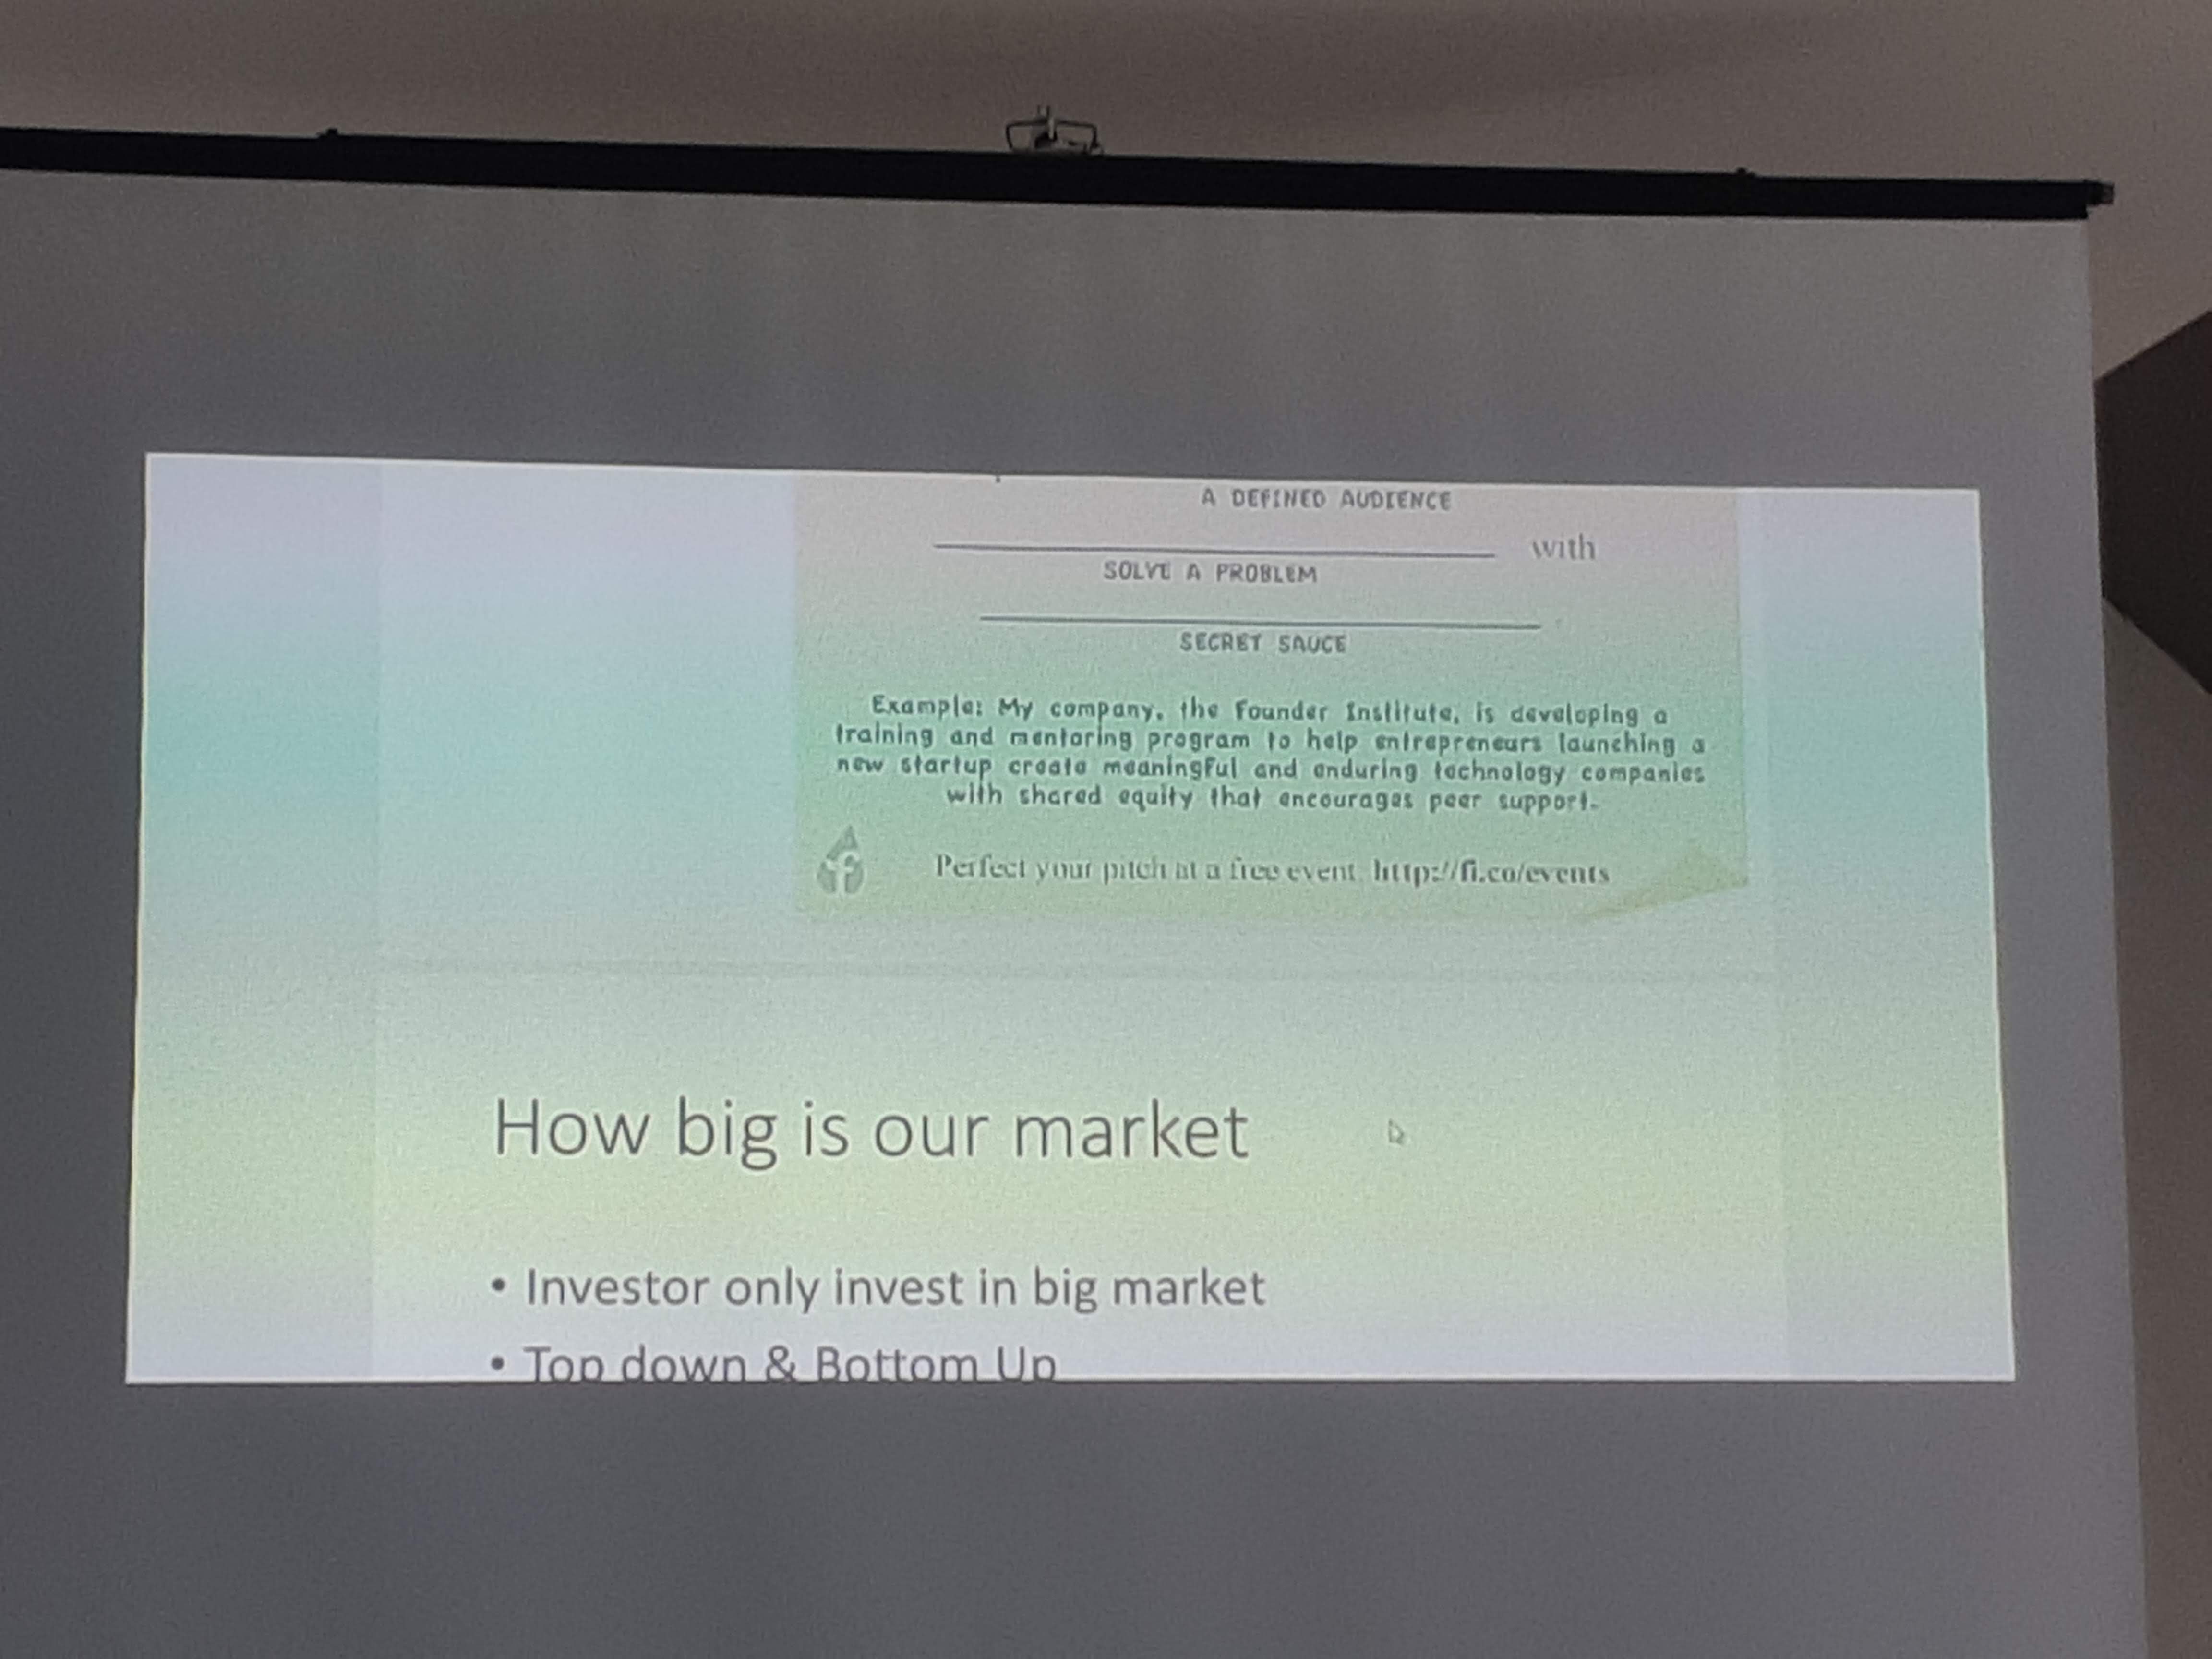 A DEFINED AUDIENCE
with
SOLVE A PROBLEM
SECRET SAUCE
Example: My company, the Founder Institute, is developing a
training and mentoring program to help entrepreneurs launching a
new startup create meaningful and enduring technology companies
with shared equity that encourages peer support.
Perfect your pitch at a free event: http://fi.co/events
How big is our market
• Investor only invest in big market
• Top down & Bottom Up